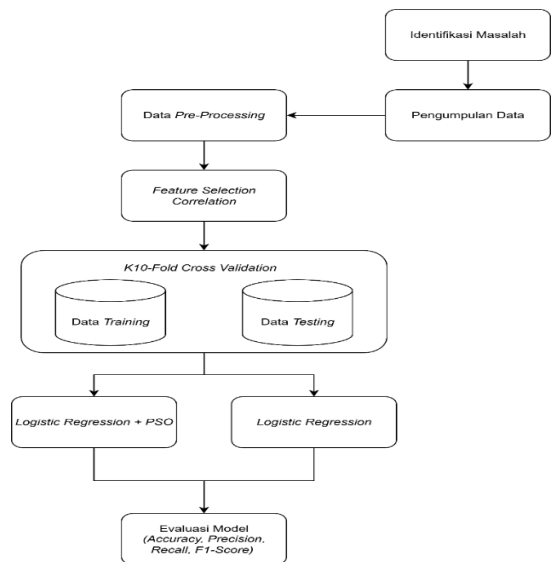 Identifikasi Masalah
Pengumpulan Data
Data Pre-Processing
Feature Selection
Correlation
K10-Fold Cross Validation
Data Training
Data Testing
Logistic Regression + PSO
Logistic Regression
Evaluasi Model
(Accuracy, Precision,
Recall, F1-Score)